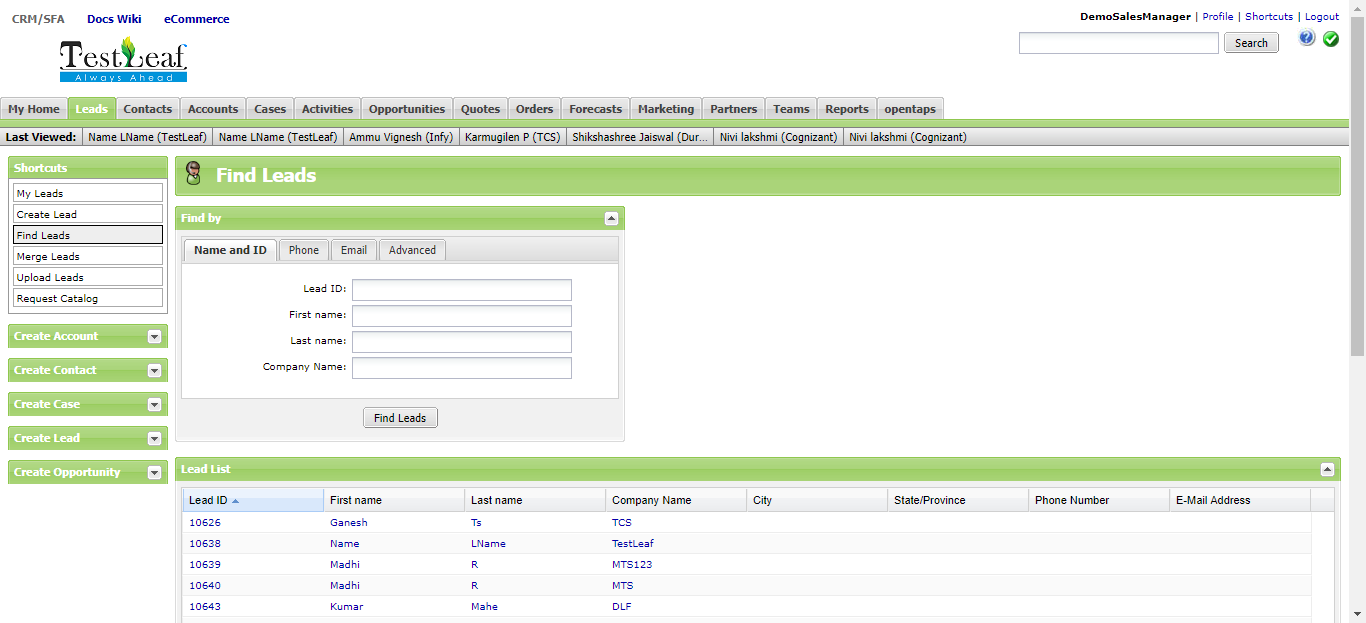 CRM/SFA Docs Wiki eCommerce
DemoSalesManager | Profile | Shortcuts | Logout
Search
TestLeaf
Always Ahead
My Home Leads Contacts Accounts Cases Activities Opportunities Quotes Orders Forecasts Marketing Partners Teams Reports opentaps
Last Viewed: Name LName (TestLeaf) Name LName (TestLeaf) Ammu Vignesh (Infy) Karmugilen P (TCS) Shikshashree Jaiswal (Dur... Nivi lakshmi (Cognizant) Nivi lakshmi (Cognizant)
Shortcuts
My Leads
Create Lead
Find Leads
Merge Leads
Upload Leads
Request Catalog
Create Account
Create Contact
Create Case
Create Lead
Create Opportunity
Find Leads
Find by
Name and ID Phone Email Advanced
Lead ID:
First name:
Last name:
Company Name:
Find Leads
Lead List
Lead ID First name Last name Company Name City State/Province Phone Number E-Mail Address
10626 Ganesh Ts TCS
10638 Name LName TestLeaf
10639 Madhi R MTS123
10640 Madhi R MTS
10643 Kumar Mahe DLF